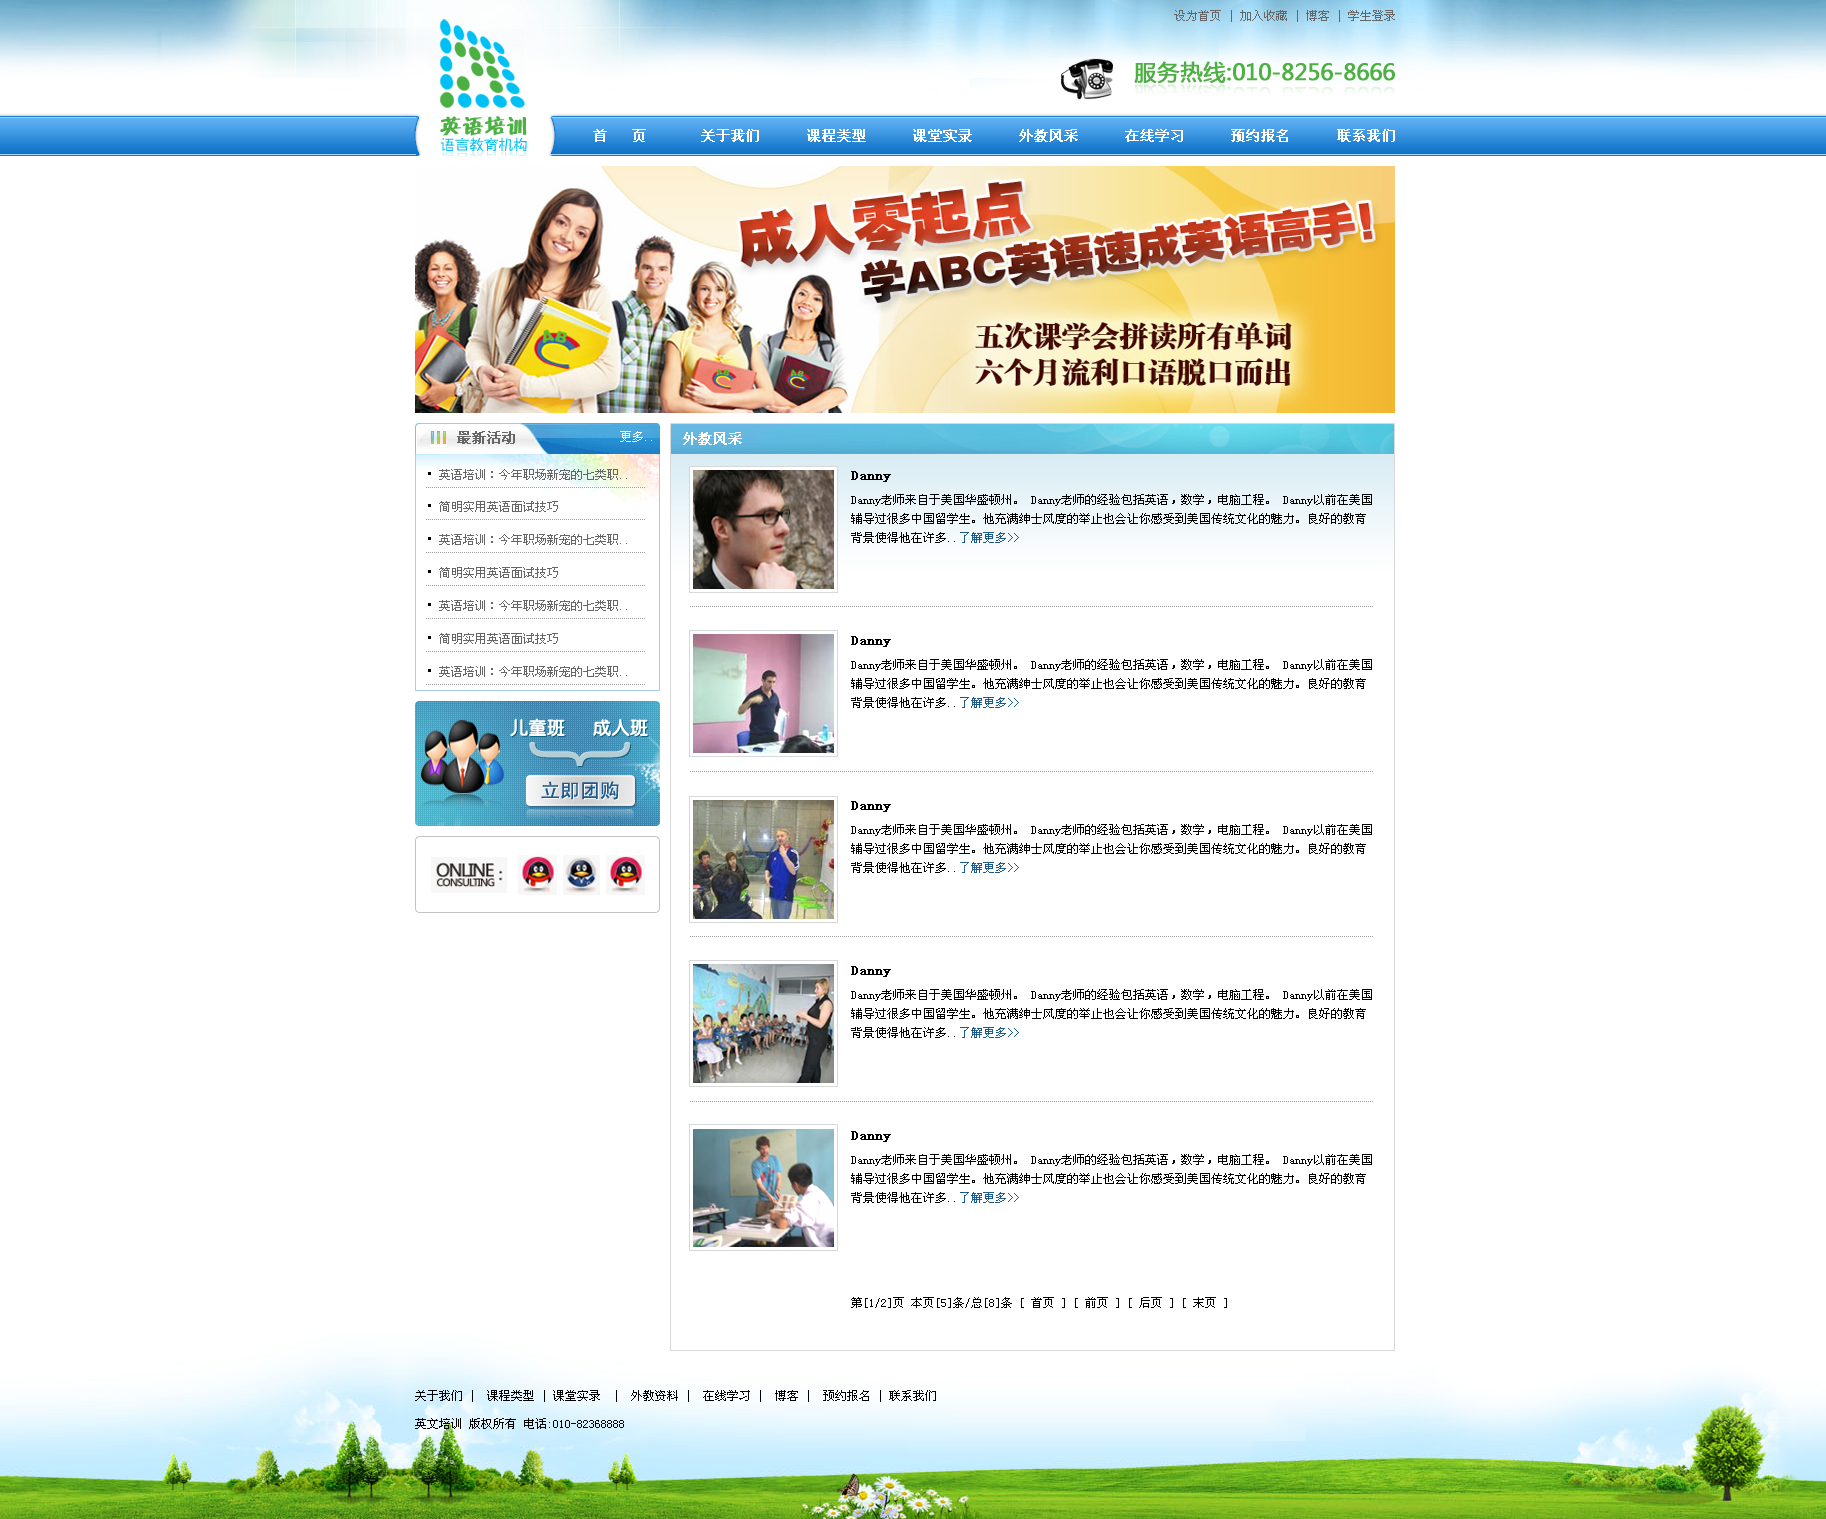 设为首页 | 加入收藏 | 博客 | 学生登录
服务热线:010-8256-8666
英语培训
语言教育机构
首 页 关于我们 课程类型 课堂实录 外教风采 在线学习 预约报名 联系我们
成人零起点
学ABC英语速成英语高手!
五次课学会拼读所有单词
六个月流利口语脱口而出
最新活动 更多..
英语培训：今年职场新宠的七类职..
简明实用英语面试技巧
英语培训：今年职场新宠的七类职..
简明实用英语面试技巧
英语培训：今年职场新宠的七类职..
简明实用英语面试技巧
英语培训：今年职场新宠的七类职..
儿童班 成人班
立即团购
ONLINE
CONSULTING :
外教风采
Danny
Danny老师来自于美国华盛顿州。 Danny老师的经验包括英语，数学，电脑工程。 Danny以前在美国
辅导过很多中国留学生。他充满绅士风度的举止也会让你感受到美国传统文化的魅力。良好的教育
背景使得他在许多..了解更多>>
Danny
Danny老师来自于美国华盛顿州。 Danny老师的经验包括英语，数学，电脑工程。 Danny以前在美国
辅导过很多中国留学生。他充满绅士风度的举止也会让你感受到美国传统文化的魅力。良好的教育
背景使得他在许多..了解更多>>
Danny
Danny老师来自于美国华盛顿州。 Danny老师的经验包括英语，数学，电脑工程。 Danny以前在美国
辅导过很多中国留学生。他充满绅士风度的举止也会让你感受到美国传统文化的魅力。良好的教育
背景使得他在许多..了解更多>>
Danny
Danny老师来自于美国华盛顿州。 Danny老师的经验包括英语，数学，电脑工程。 Danny以前在美国
辅导过很多中国留学生。他充满绅士风度的举止也会让你感受到美国传统文化的魅力。良好的教育
背景使得他在许多..了解更多>>
Danny
Danny老师来自于美国华盛顿州。 Danny老师的经验包括英语，数学，电脑工程。 Danny以前在美国
辅导过很多中国留学生。他充满绅士风度的举止也会让你感受到美国传统文化的魅力。良好的教育
背景使得他在许多..了解更多>>
第[1/2]页 本页[5]条/总[8]条 [ 首页 ] [ 前页 ] [ 后页 ] [ 末页 ]
关于我们 | 课程类型 | 课堂实录 | 外教资料 | 在线学习 | 博客 | 预约报名 | 联系我们
英文培训 版权所有 电话:010-82368888